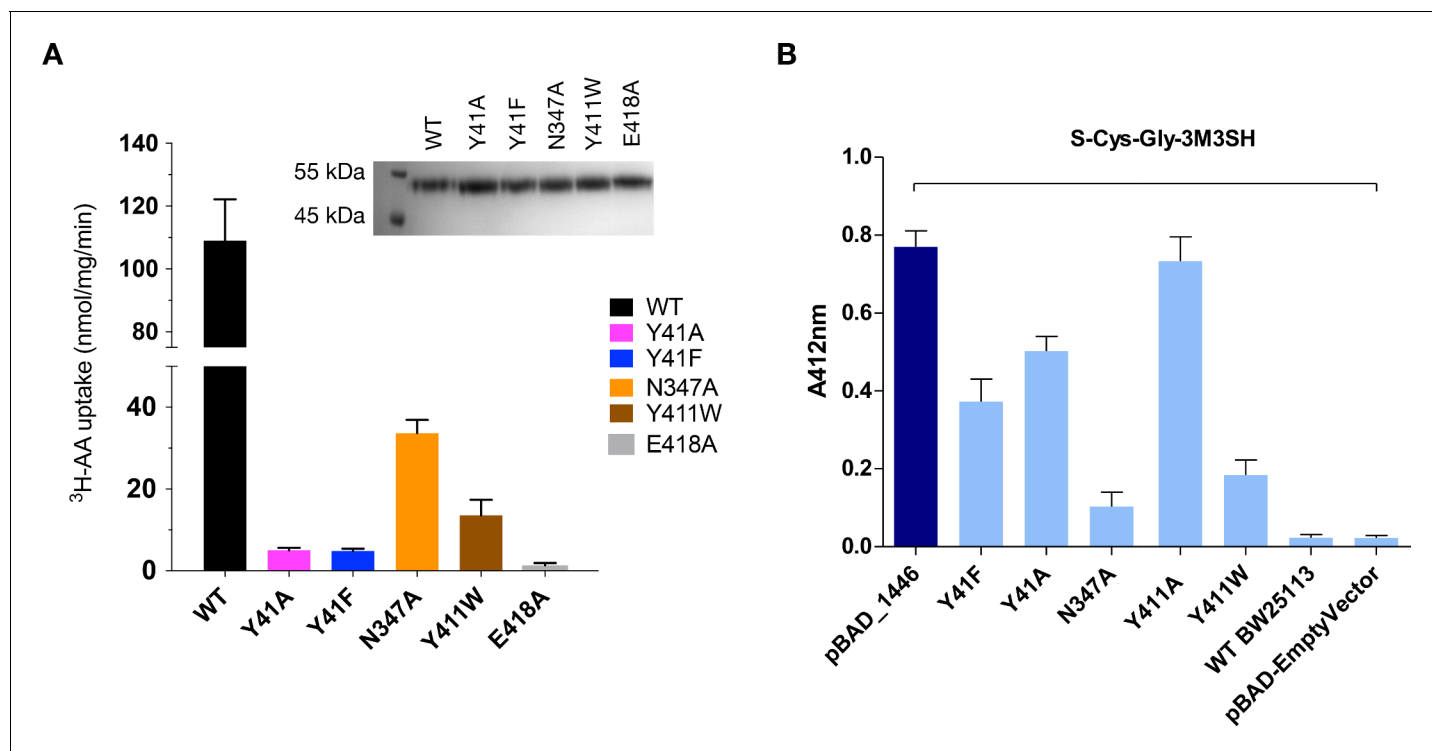 A
WT
Y41A
Y41F
N347A
Y411W
E418A
55 kDa
45 kDa
³H-AA uptake (nmol/mg/min)
140
120
100
80
40
20
0
WT
Y41A
Y41F
N347A
Y411W
E418A
WT
Y41A
Y41F
N347A
Y411W
E418A
B
S-Cys-Gly-3M3SH
A412nm
1.0
0.8
0.6
0.4
0.2
0.0
pBAD_1446
Y41F
Y41A
N347A
Y411A
Y411W
WT BW25113
pBAD-EmptyVector